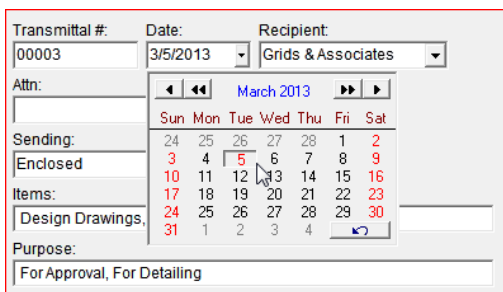 Transmittal #: Date: Recipient:
00003 3/5/2013 Grids & Associates
Attn:
March 2013
Sun Mon Tue Wed Thu Fri Sat
24 25 26 27 28 1 2
Sending:
3 4 5 6 7 8 9
Enclosed
10 11 12 13 14 15 16
Items:
17 18 19 20 21 22 23
Design Drawings,
24 25 26 27 28 29 30
31 1 2 3 4
Purpose:
For Approval, For Detailing